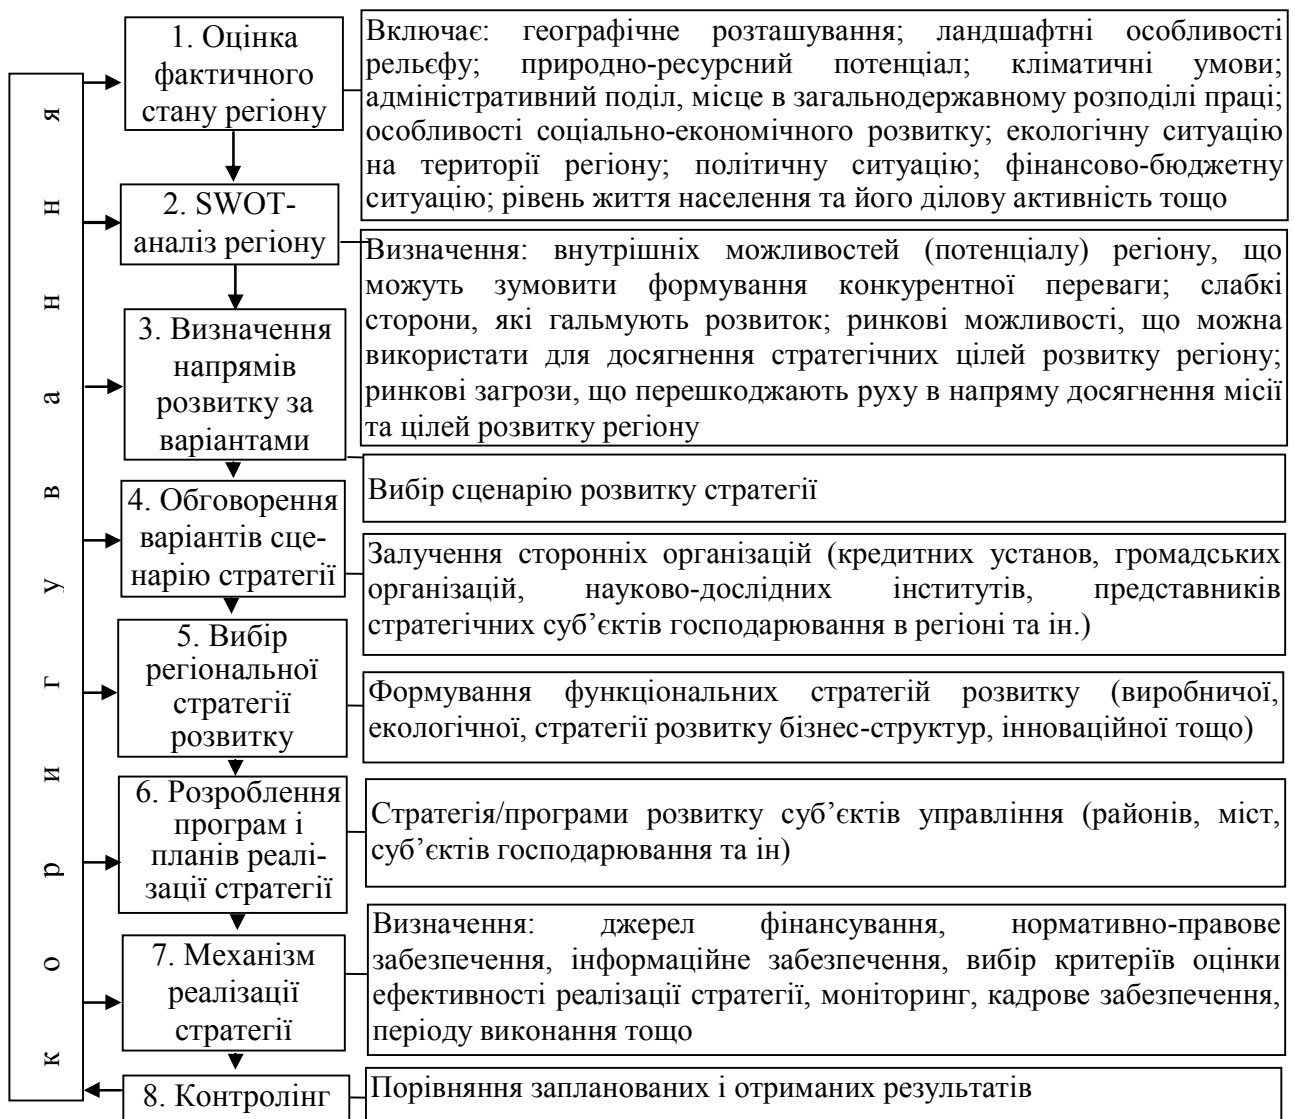 1. Оцінка
фактичного
стану регіону
Включає: географічне розташування; ландшафтні особливості
рельєфу; природно-ресурсний потенціал; кліматичні умови;
адміністративний поділ, місце в загальнодержавному розподілі праці;
особливості соціально-економічного розвитку; екологічну ситуацію
на території регіону; політичну ситуацію; фінансово-бюджетну
ситуацію; рівень життя населення та його ділову активність тощо
2. SWOT-
аналіз регіону
Визначення: внутрішніх можливостей (потенціалу) регіону, що
можуть зумовити формування конкурентної переваги; слабкі
сторони, які гальмують розвиток; ринкові можливості, що можна
використати для досягнення стратегічних цілей розвитку регіону;
ринкові загрози, що перешкоджають руху в напряму досягнення місії
та цілей розвитку регіону
3. Визначення
напрямів
розвитку за
варіантами
Вибір сценарію розвитку стратегії
4. Обговорення
варіантів сце-
нарію стратегії
Залучення сторонніх організацій (кредитних установ, громадських
організацій, науково-дослідних інститутів, представників
стратегічних суб’єктів господарювання в регіоні та ін.)
5. Вибір
регіональної
стратегії
розвитку
Формування функціональних стратегій розвитку (виробничої,
екологічної, стратегії розвитку бізнес-структур, інноваційної тощо)
6. Розроблення
програм і
планів реалі-
зації стратегії
Стратегія/програми розвитку суб’єктів управління (районів, міст,
суб’єктів господарювання та ін)
7. Механізм
реалізації
стратегії
Визначення: джерел фінансування, нормативно-правове
забезпечення, інформаційне забезпечення, вибір критеріїв оцінки
ефективності реалізації стратегії, моніторинг, кадрове забезпечення,
періоду виконання тощо
8. Контролінг
Порівняння запланованих і отриманих результатів
к о р и г у в а н н я